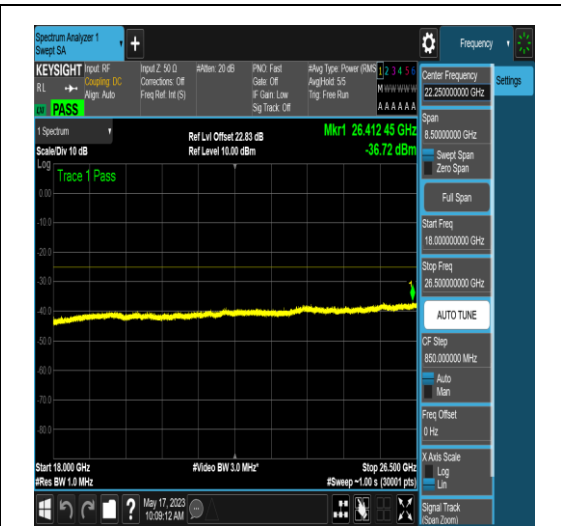 Spectrum Analyzer 1
Swept SA
+
Frequency
KEYSIGHT
RL
PASS
Input: RF
Coupling: DC
Align: Auto
Input Z: 50 Ω
Corrections: Off
Freq Ref: Int (S)
#Atten: 20 dB
PNO: Fast
Gate: Off
IF Gain: Low
Sig Track: Off
#Avg Type: Power (RMS
Avg|Hold: 5/5
Trig: Free Run
1 2 3 4 5 6
M W W W W W
A A A A A A
Center Frequency
22.250000000 GHz
Settings
1 Spectrum
Scale/Div 10 dB
Ref Lvl Offset 22.83 dB
Ref Level 10.00 dBm
Mkr1 26.412 45 GHz
-36.72 dBm
Span
8.50000000 GHz
Swept Span
Zero Span
Full Span
Start Freq
18.000000000 GHz
Stop Freq
26.500000000 GHz
AUTO TUNE
CF Step
850.000000 MHz
Auto
Man
Freq Offset
0 Hz
X Axis Scale
Log
Lin
Signal Track
(Span Zoom)
Log
Trace 1 Pass
0.00
-10.0
-20.0
-30.0
-40.0
-50.0
-60.0
-70.0
-80.0
1
Start 18.000 GHz
#Res BW 1.0 MHz
#Video BW 3.0 MHz*
Stop 26.500 GHz
#Sweep ~1.00 s (30001 pts)
?
May 17, 2023
10:09:12 AM